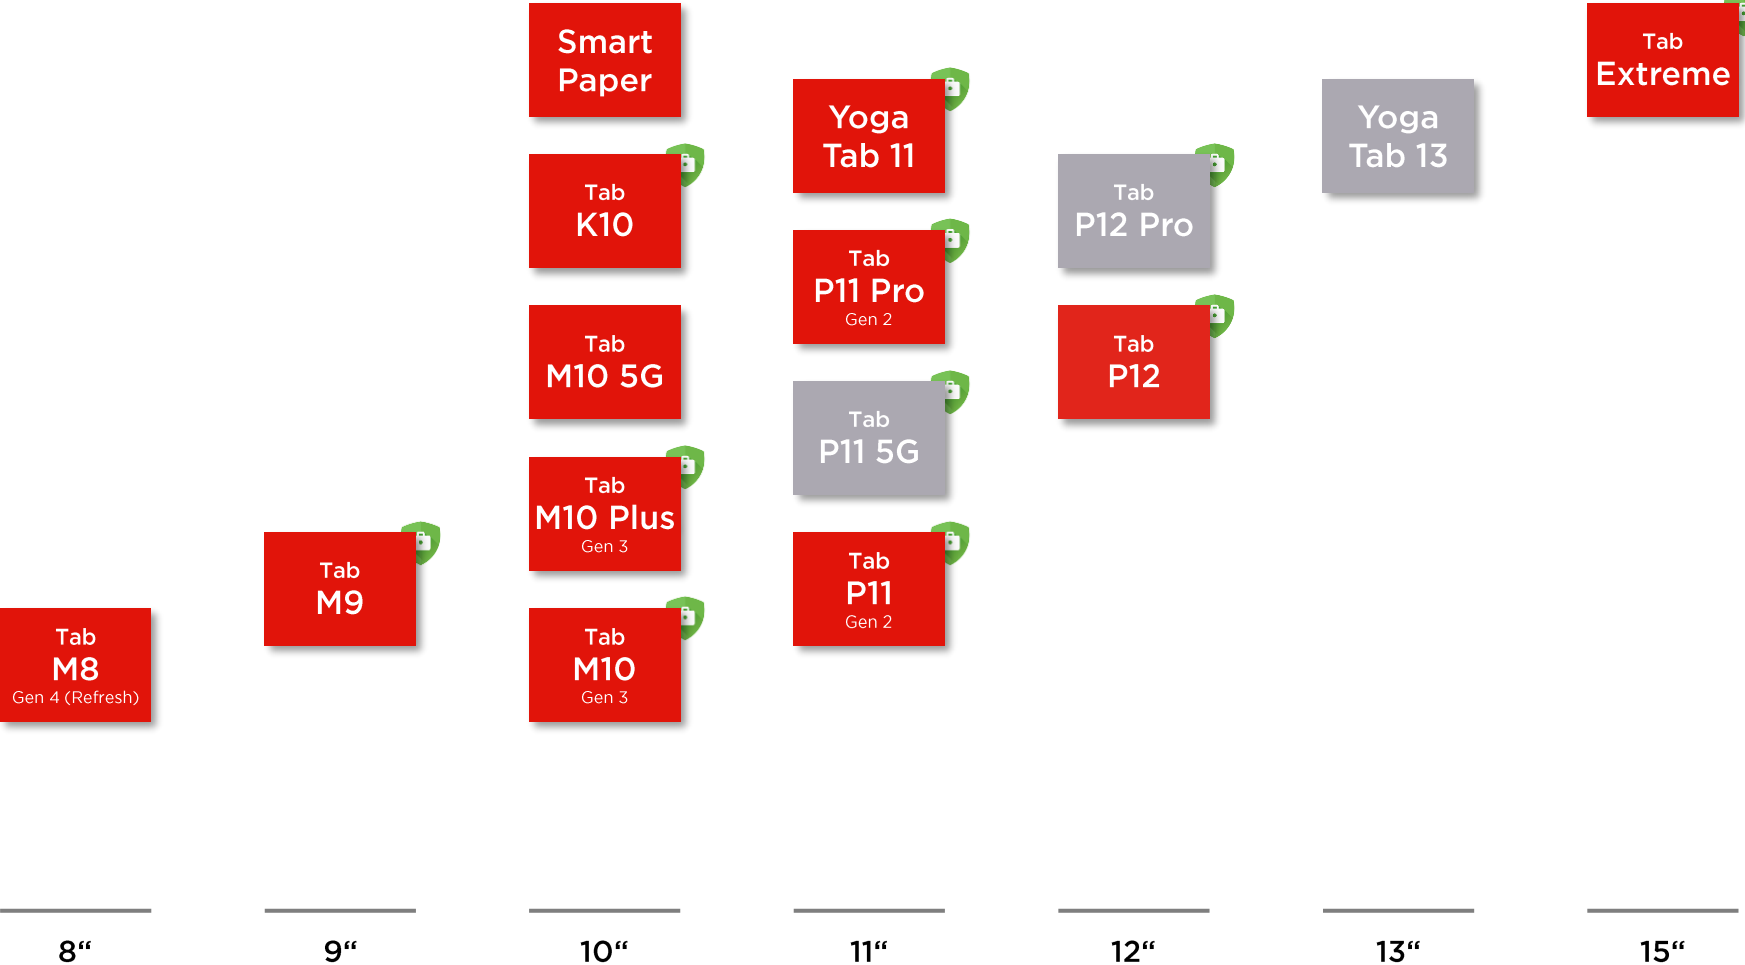 Smart
Paper
Tab
K10
Tab
M10 5G
Tab
M10 Plus
Gen 3
Tab
M10
Gen 3
Tab
M8
Gen 4 (Refresh)
Tab
M9
Yoga
Tab 11
Tab
P11 Pro
Gen 2
Tab
P11 5G
Tab
P11
Gen 2
Tab
P12 Pro
Tab
P12
Yoga
Tab 13
Tab
Extreme
8“
9“
10“
11“
12“
13“
15“